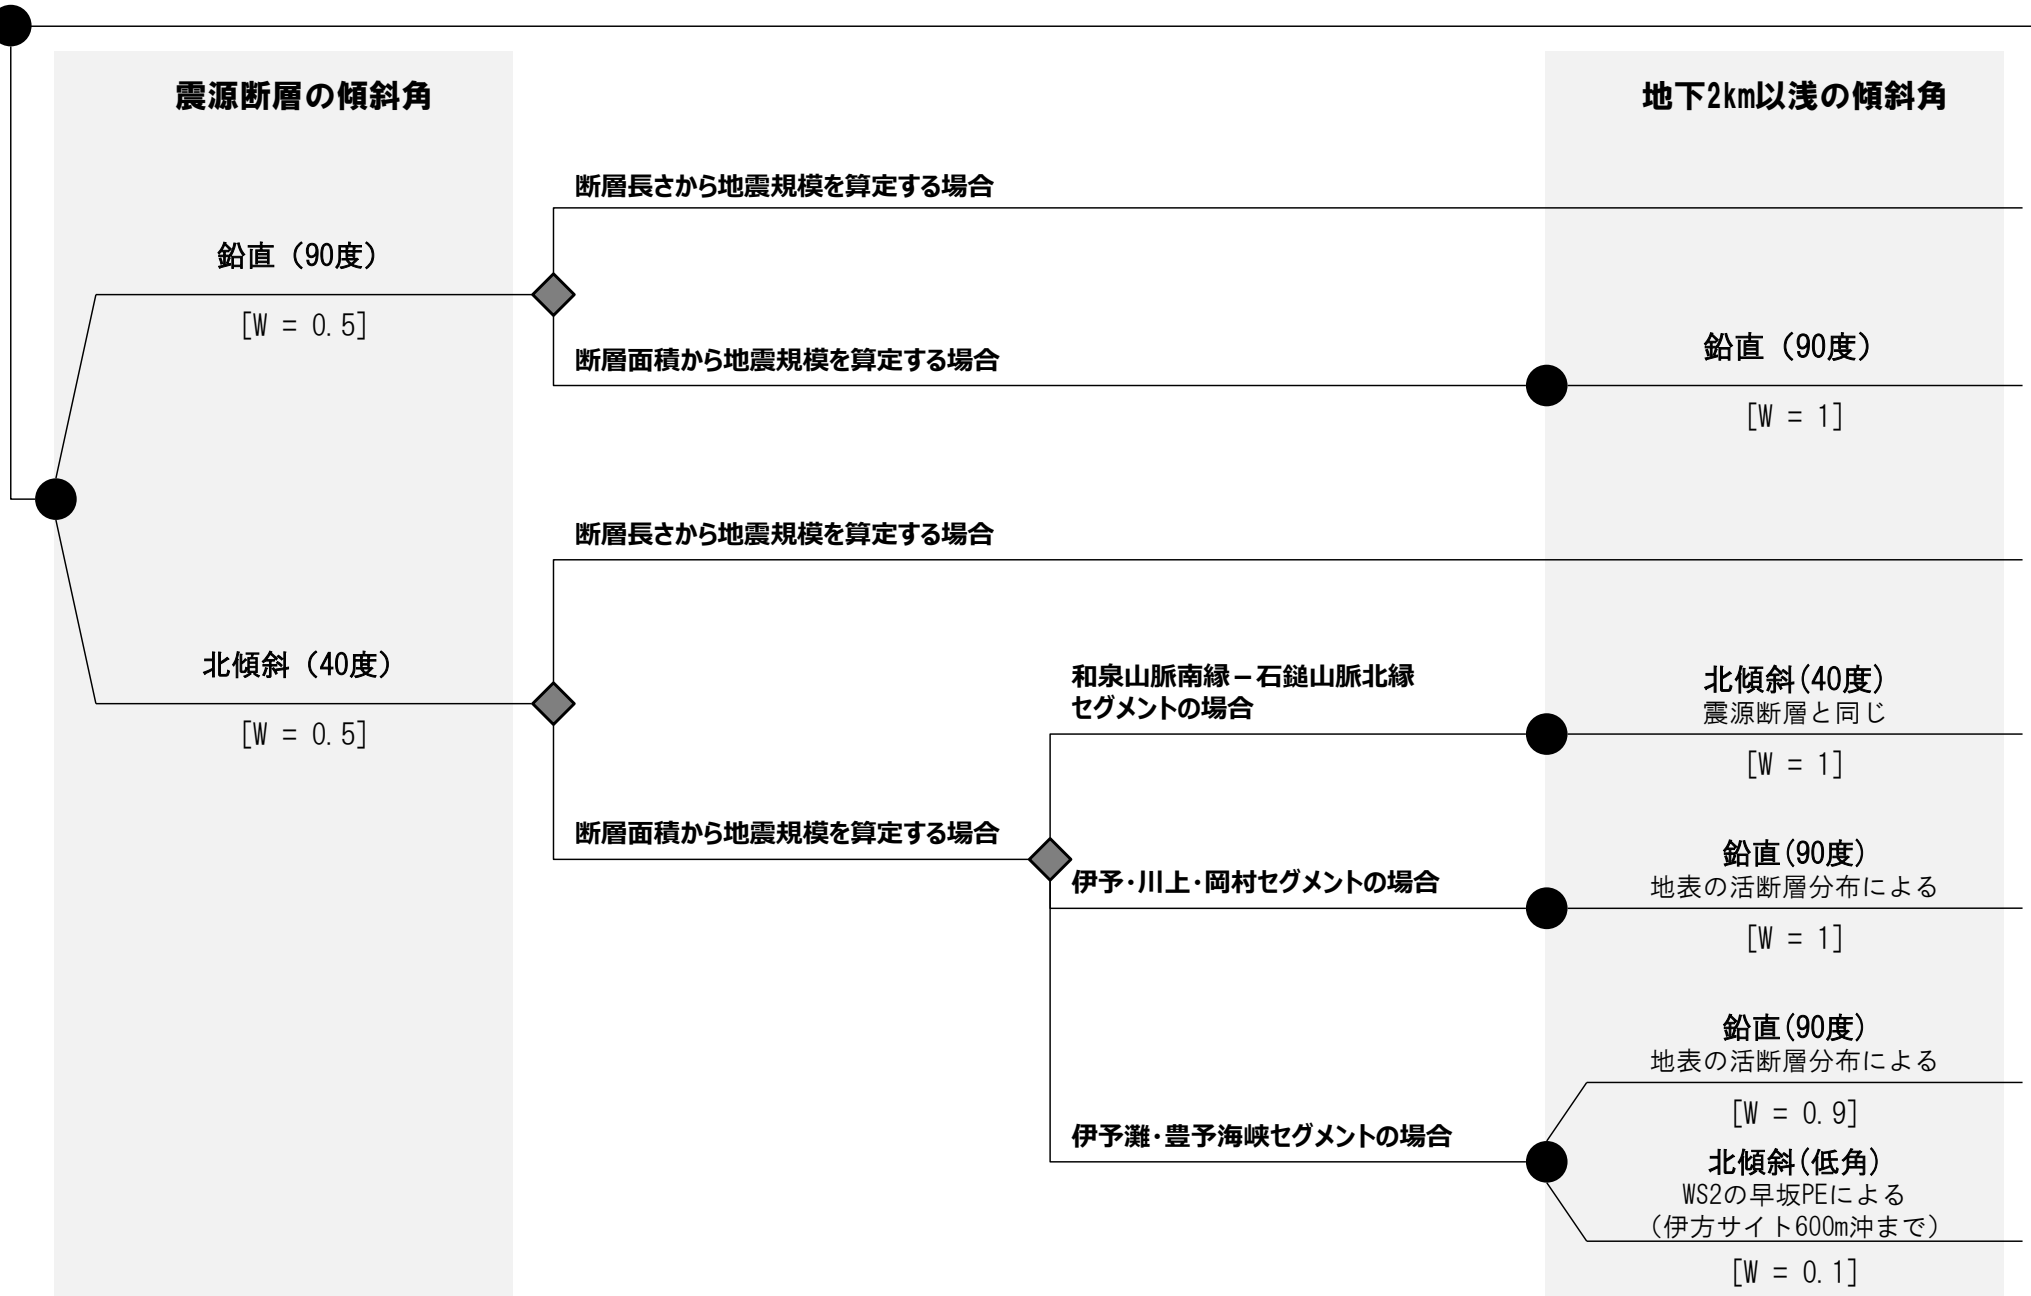 震源断層の傾斜角
地下2km以浅の傾斜角
断層長さから地震規模を算定する場合
鉛直（90度）
[W = 0.5]
断層面積から地震規模を算定する場合
鉛直（90度）
[W = 1]
断層長さから地震規模を算定する場合
北傾斜（40度）
[W = 0.5]
和泉山脈南縁－石鎚山脈北縁
セグメントの場合
北傾斜(40度)
震源断層と同じ
[W = 1]
断層面積から地震規模を算定する場合
伊予・川上・岡村セグメントの場合
鉛直(90度)
地表の活断層分布による
[W = 1]
鉛直(90度)
地表の活断層分布による
[W = 0.9]
伊予灘・豊予海峡セグメントの場合
北傾斜(低角)
WS2の早坂PEによる
（伊方サイト600m沖まで）
[W = 0.1]